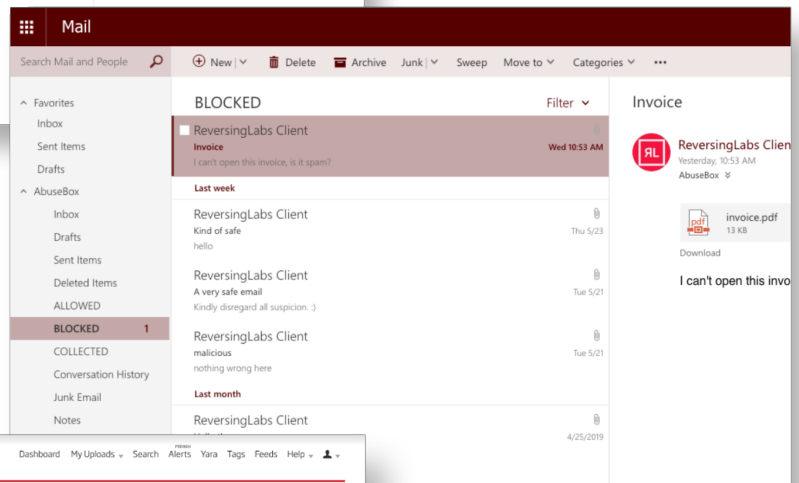 Mail
Search Mail and People
New
Delete
Archive
Junk
Sweep
Move to
Categories
Favorites
Inbox
Sent Items
Drafts
AbuseBox
Inbox
Drafts
Sent Items
Deleted Items
ALLOWED
BLOCKED 1
COLLECTED
Conversation History
Junk Email
Notes
BLOCKED
Filter
ReversingLabs Client
Invoice Wed 10:53 AM
I can't open this invoice, is it spam?
Last week
ReversingLabs Client
Kind of safe Thu 5/23
hello
ReversingLabs Client
A very safe email Tue 5/21
Kindly disregard all suspicion. :)
ReversingLabs Client
malicious Tue 5/21
nothing wrong here
Last month
ReversingLabs Client
4/25/2019
Invoice
RL
ReversingLabs Clien
Yesterday, 10:53 AM
AbuseBox
pdf
invoice.pdf
13 KB
Download
I can't open this invo
Dashboard My Uploads Search Alerts Yara Tags Feeds Help